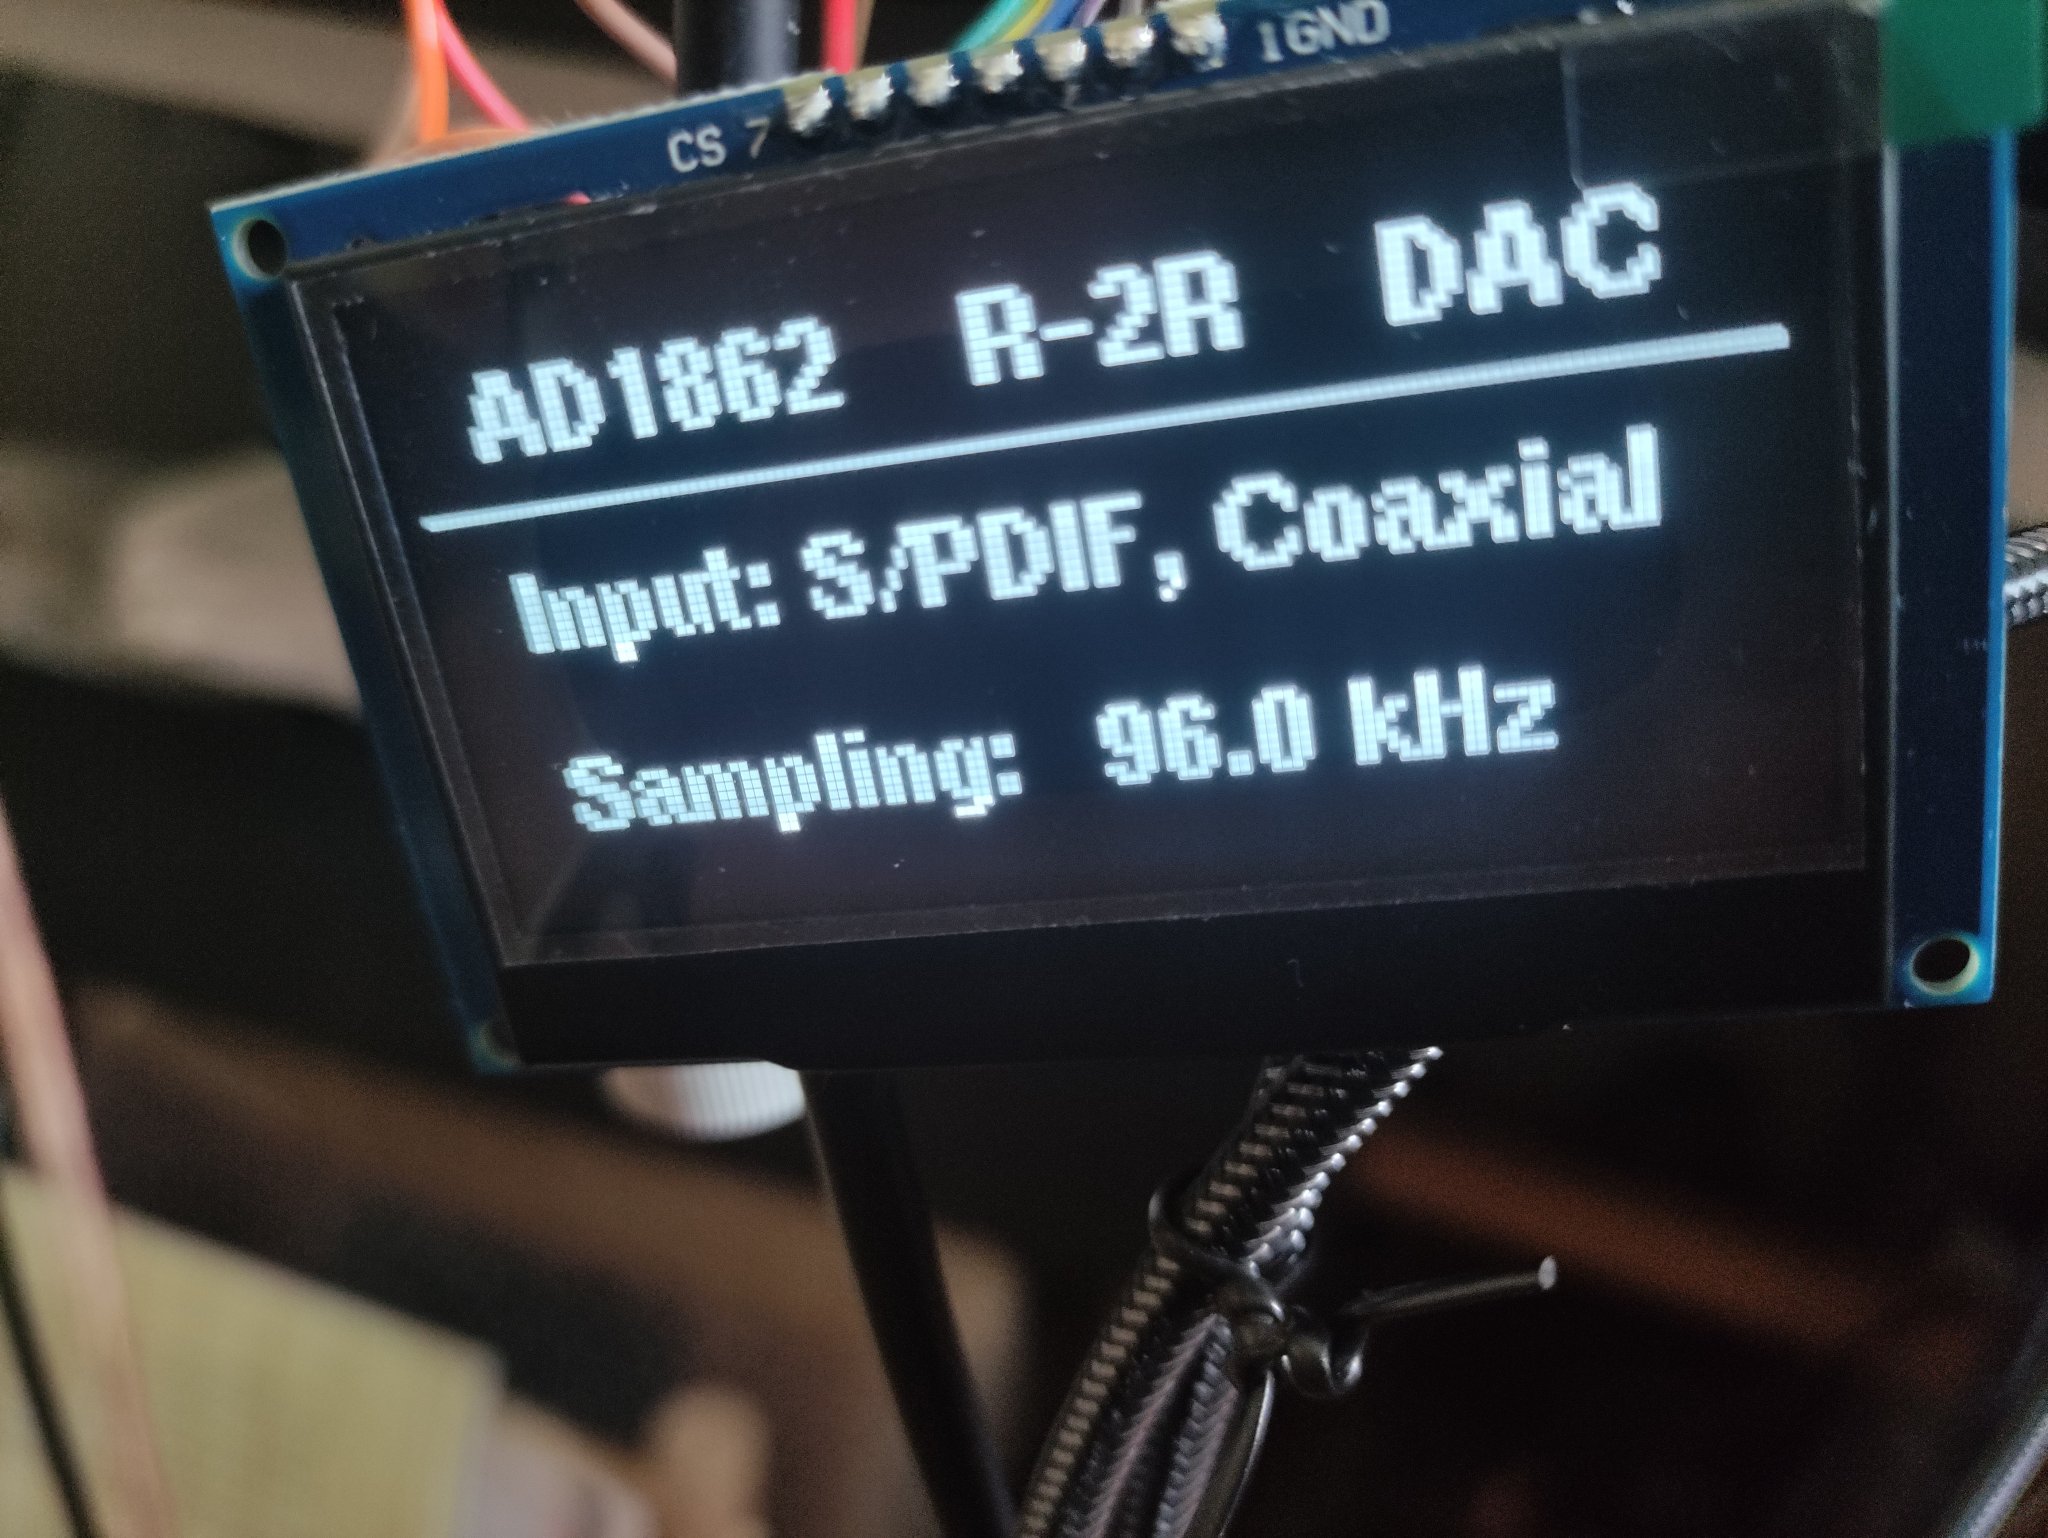 CS 7 1GND
AD1862 R-2R DAC
Input: S/PDIF, Coaxial
Sampling: 96.0 kHz